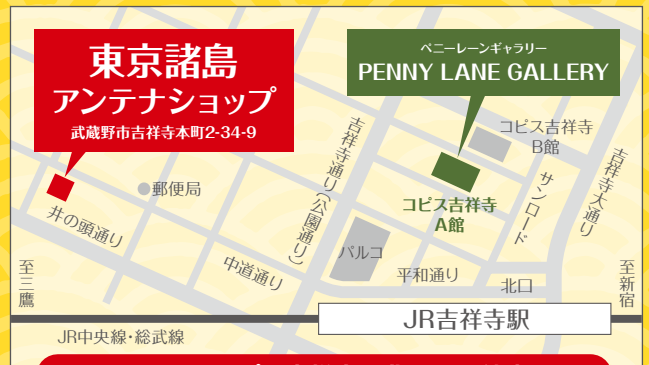 東京諸島
アンテナショップ
武蔵野市吉祥寺本町2-34-9
ペニーレーンギャラリー
PENNY LANE GALLERY
コピス吉祥寺
B館
コピス吉祥寺
A館
吉祥寺通り(公園通り)
サンロード
吉祥寺大通り
郵便局
井の頭通り
中道通り
パルコ
平和通り
北口
至三鷹
至新宿
JR吉祥寺駅
JR中央線・総武線